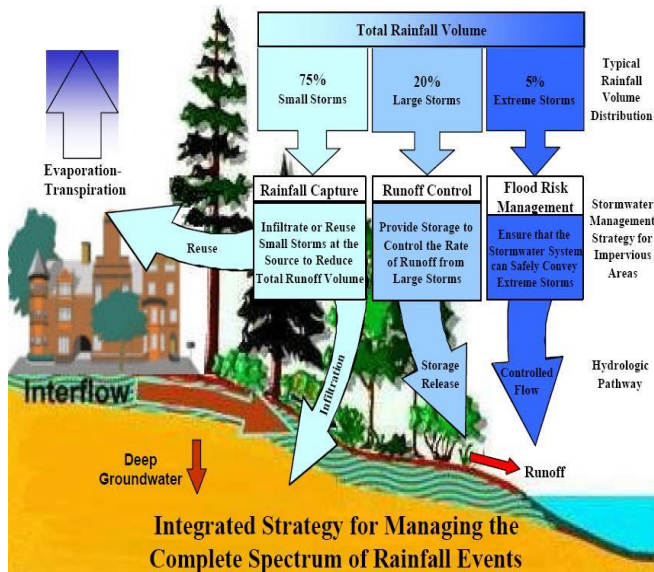 Total Rainfall Volume
75%
Small Storms
20%
Large Storms
5%
Extreme Storms
Typical
Rainfall
Volume
Distribution
Evaporation-
Transpiration
Rainfall Capture
Infiltrate or Reuse
Small Storms at the
Source to Reduce
Total Runoff Volume
Runoff Control
Provide Storage to
Control the Rate
of Runoff from
Large Storms
Flood Risk
Management
Ensure that the
Stormwater System
can Safely Convey
Extreme Storms
Stormwater
Management
Strategy for
Impervious
Areas
Reuse
Infiltration
Storage
Release
Controlled
Flow
Hydrologic
Pathway
Interflow
Deep
Groundwater
Runoff
Integrated Strategy for Managing the
Complete Spectrum of Rainfall Events